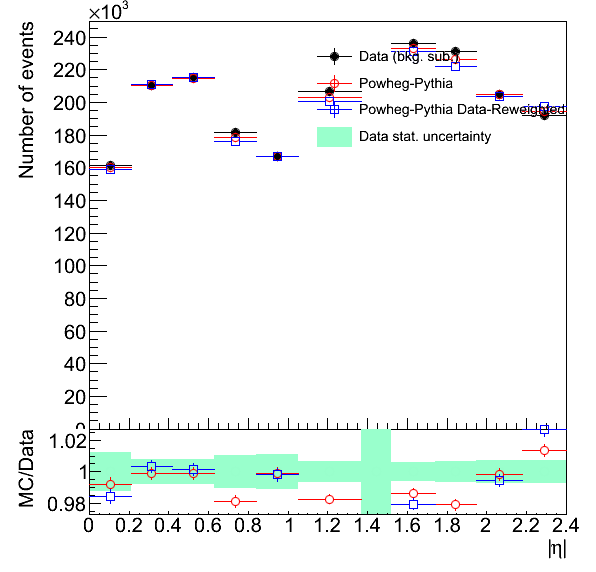 ×10³
Number of events
240
220
200
180
160
140
120
100
80
60
40
20
0
Data (bkg. sub.)
Powheg-Pythia
Powheg-Pythia Data-Reweighted
Data stat. uncertainty
MC/Data
1.02
1
0.98
0 0.2 0.4 0.6 0.8 1 1.2 1.4 1.6 1.8 2 2.2 2.4
|η|